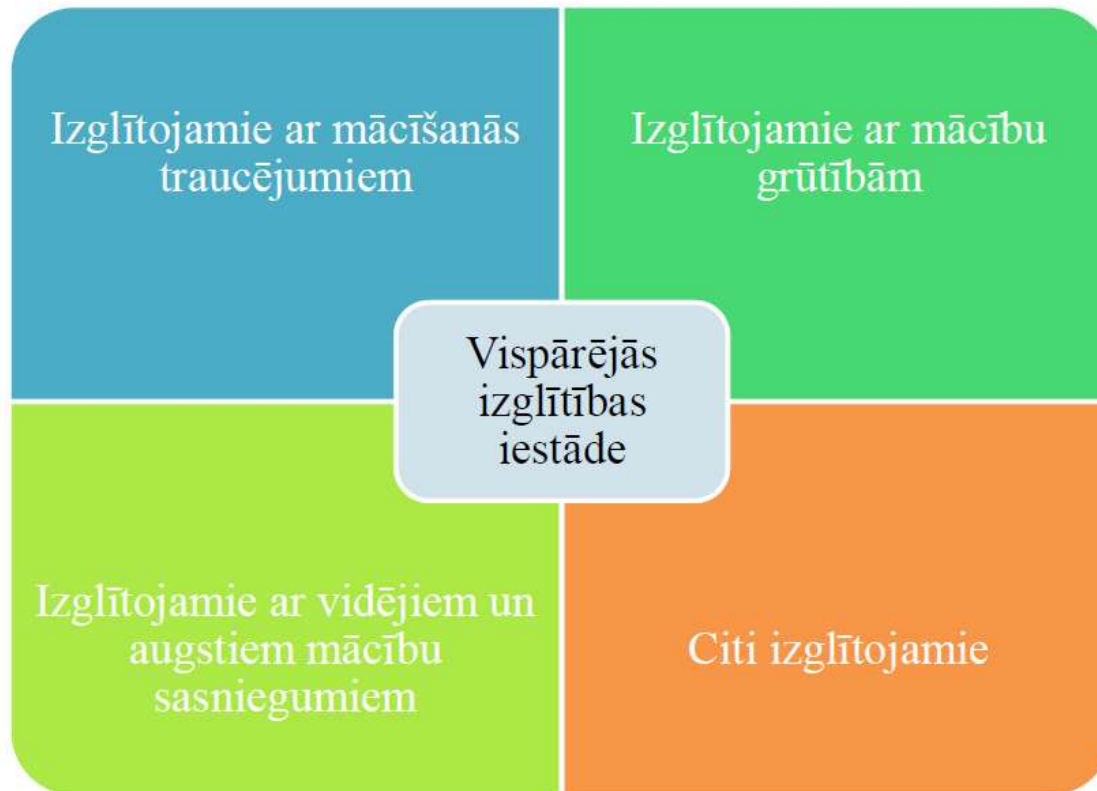 Izglītojamie ar mācīšanās
traucējumiem
Izglītojamie ar mācību
grūtībām
Vispārējās
izglītības
iestāde
Izglītojamie ar vidējiem un
augstiem mācību
sasniegumiem
Citi izglītojamie